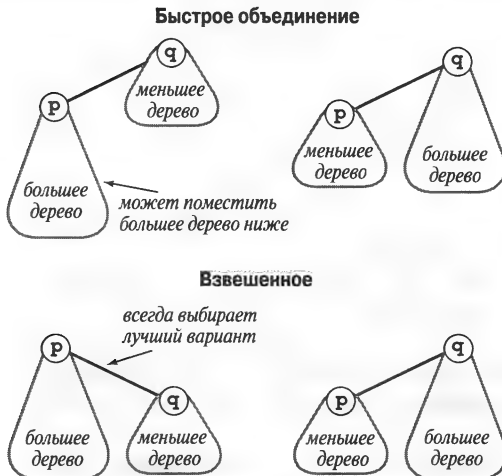 Быстрое объединение
q
меньшее
дерево
p
большее
дерево
может поместить
большее дерево ниже
q
p
меньшее
дерево
большее
дерево
Взвешенное
всегда выбирает
лучший вариант
p
q
большее
дерево
меньшее
дерево
q
p
меньшее
дерево
большее
дерево